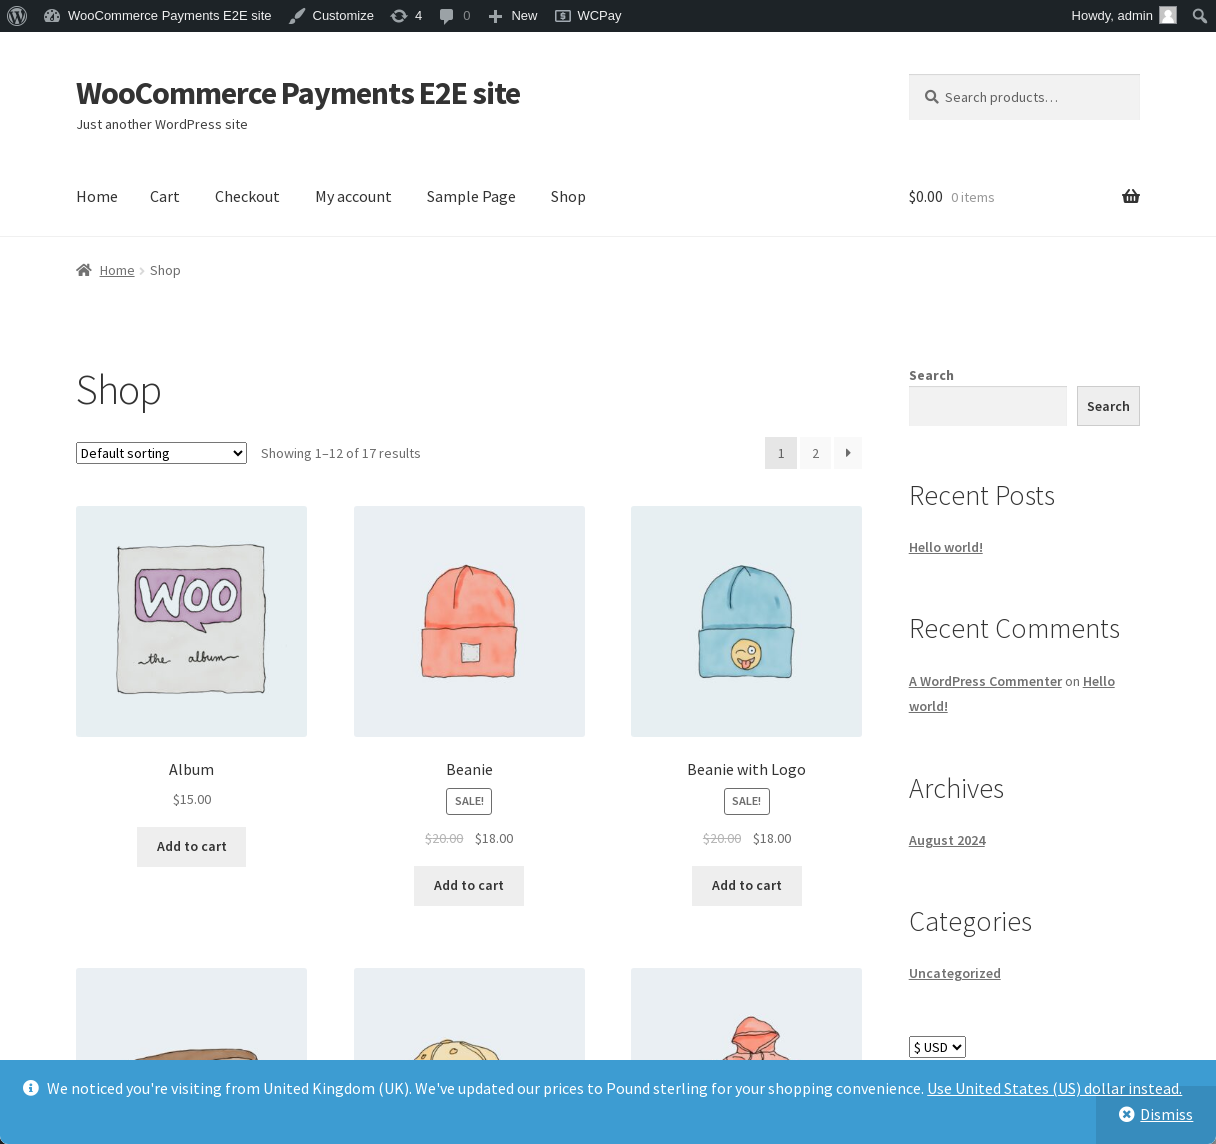 WooCommerce Payments E2E site Customize 4 0 New WCPay Howdy, admin
WooCommerce Payments E2E site
Just another WordPress site
Search products…
Home Cart Checkout My account Sample Page Shop
$0.00 0 items
Home Shop
Shop
Default sorting Showing 1–12 of 17 results 1 2
WOO
the album
Album
$15.00
Add to cart
Beanie
SALE!
$20.00 $18.00
Add to cart
Beanie with Logo
SALE!
$20.00 $18.00
Add to cart
Search
Search
Recent Posts
Hello world!
Recent Comments
A WordPress Commenter on Hello
world!
Archives
August 2024
Categories
Uncategorized
$ USD
We noticed you're visiting from United Kingdom (UK). We've updated our prices to Pound sterling for your shopping convenience. Use United States (US) dollar instead.
Dismiss